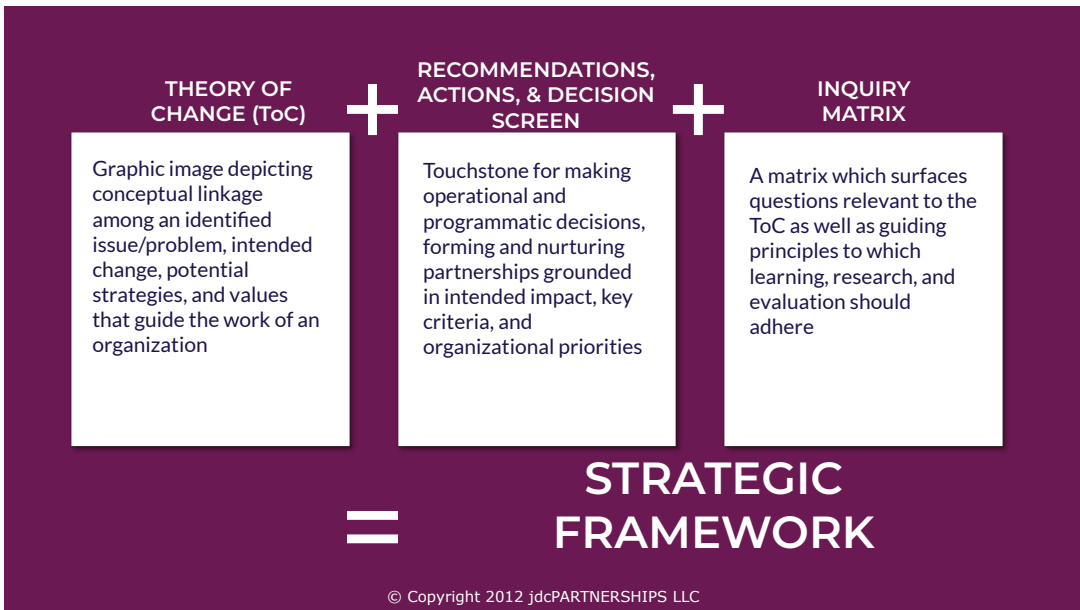 THEORY OF
CHANGE (ToC)
+
RECOMMENDATIONS,
ACTIONS, & DECISION
SCREEN
+
INQUIRY
MATRIX
Graphic image depicting
conceptual linkage
among an identified
issue/problem, intended
change, potential
strategies, and values
that guide the work of an
organization
Touchstone for making
operational and
programmatic decisions,
forming and nurturing
partnerships grounded
in intended impact, key
criteria, and
organizational priorities
A matrix which surfaces
questions relevant to the
ToC as well as guiding
principles to which
learning, research, and
evaluation should
adhere
=
STRATEGIC
FRAMEWORK
© Copyright 2012 jdcPARTNERSHIPS LLC